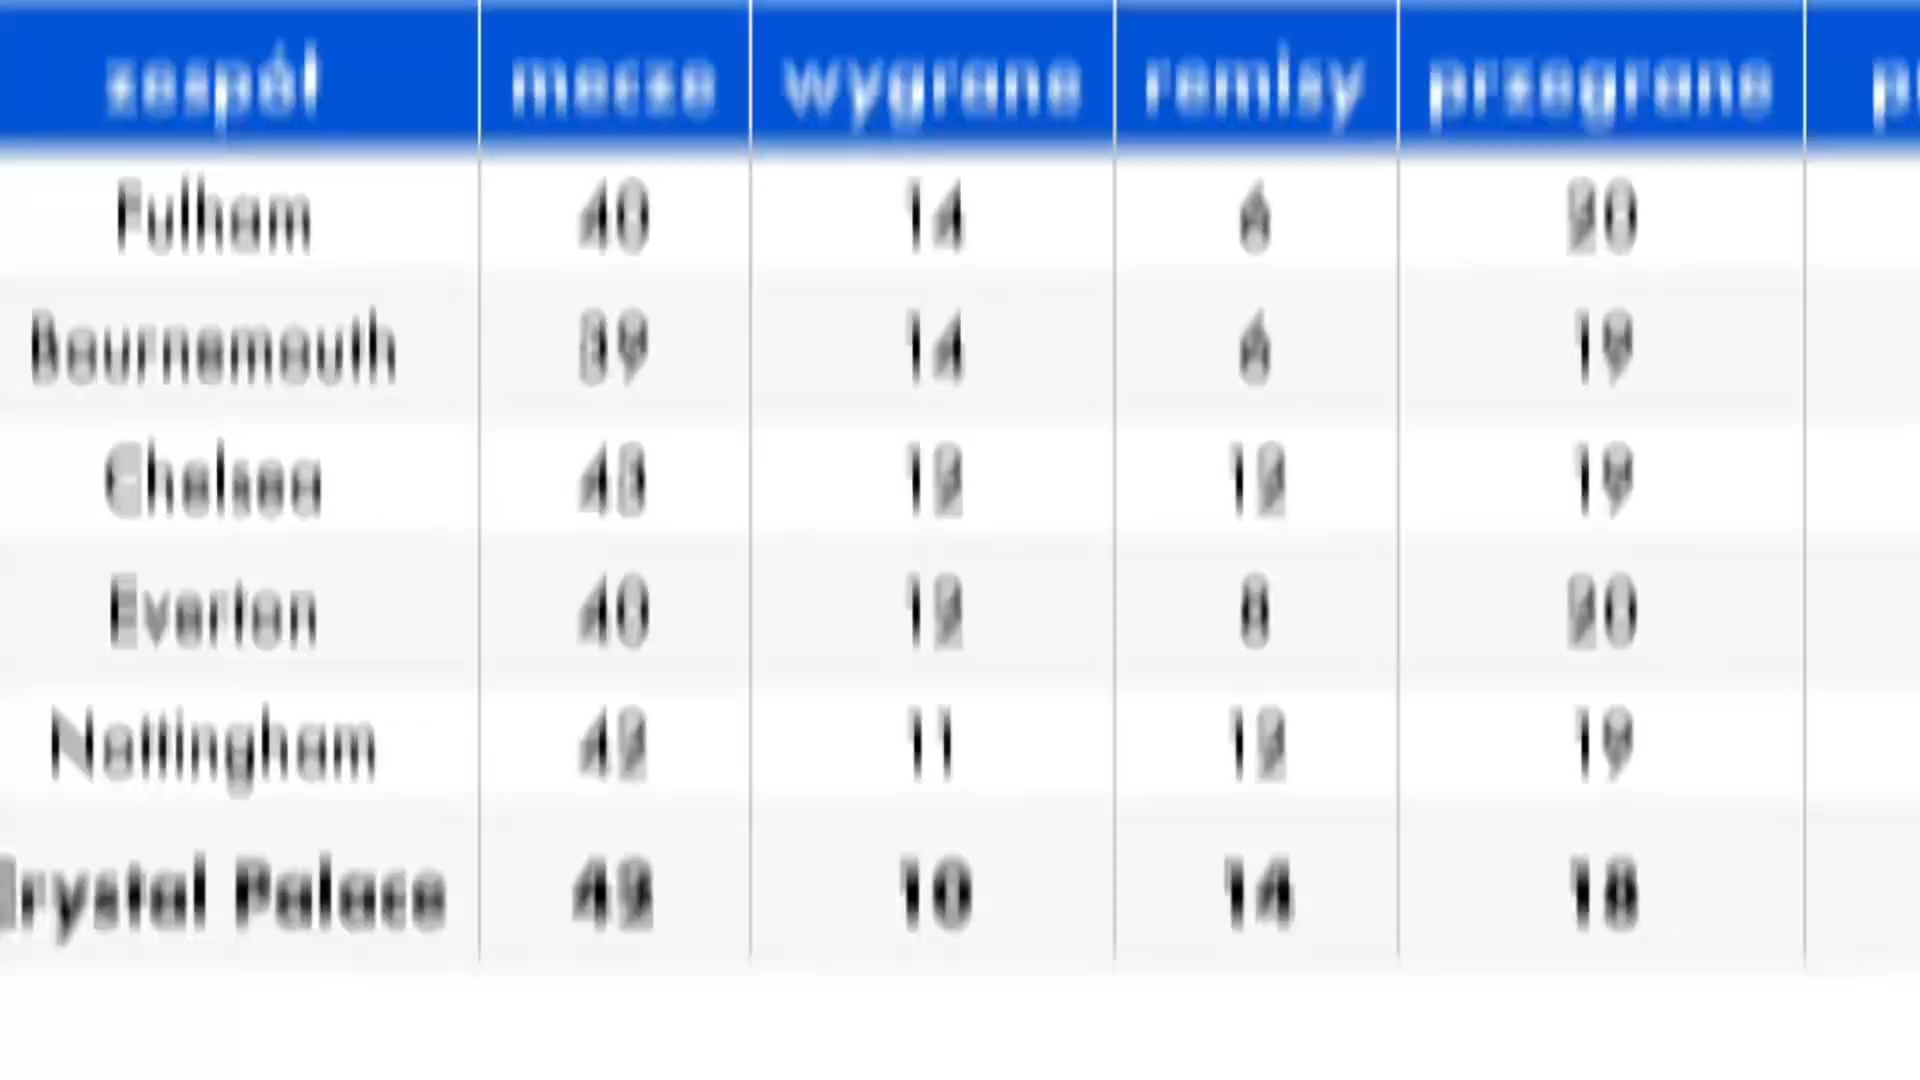 zespół mecze wygrane remisy przegrane
Fulham 40 14 6 20
Bournemouth 39 14 6 19
Chelsea 43 12 12 19
Everton 40 12 8 20
Nottingham 42 11 12 19
Crystal Palace 42 10 14 18